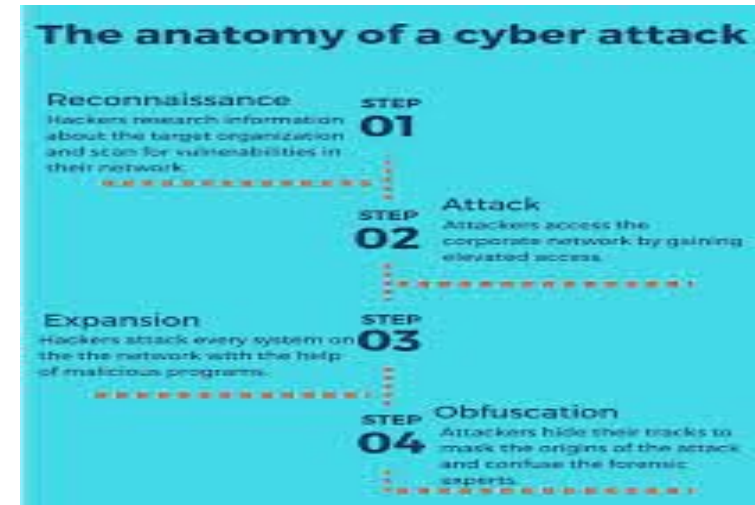 The anatomy of a cyber attack
Reconnaissance
Hackers research information
about the target organization
and scan for vulnerabilities in
their network.
STEP
01
STEP
02
Attack
Attackers access the
corporate network by gaining
elevated access.
Expansion
Hackers attack every system on
the the network with the help
of malicious programs.
STEP
03
STEP
04
Obfuscation
Attackers hide their tracks to
mask the origins of the attack
and confuse the forensic
experts.